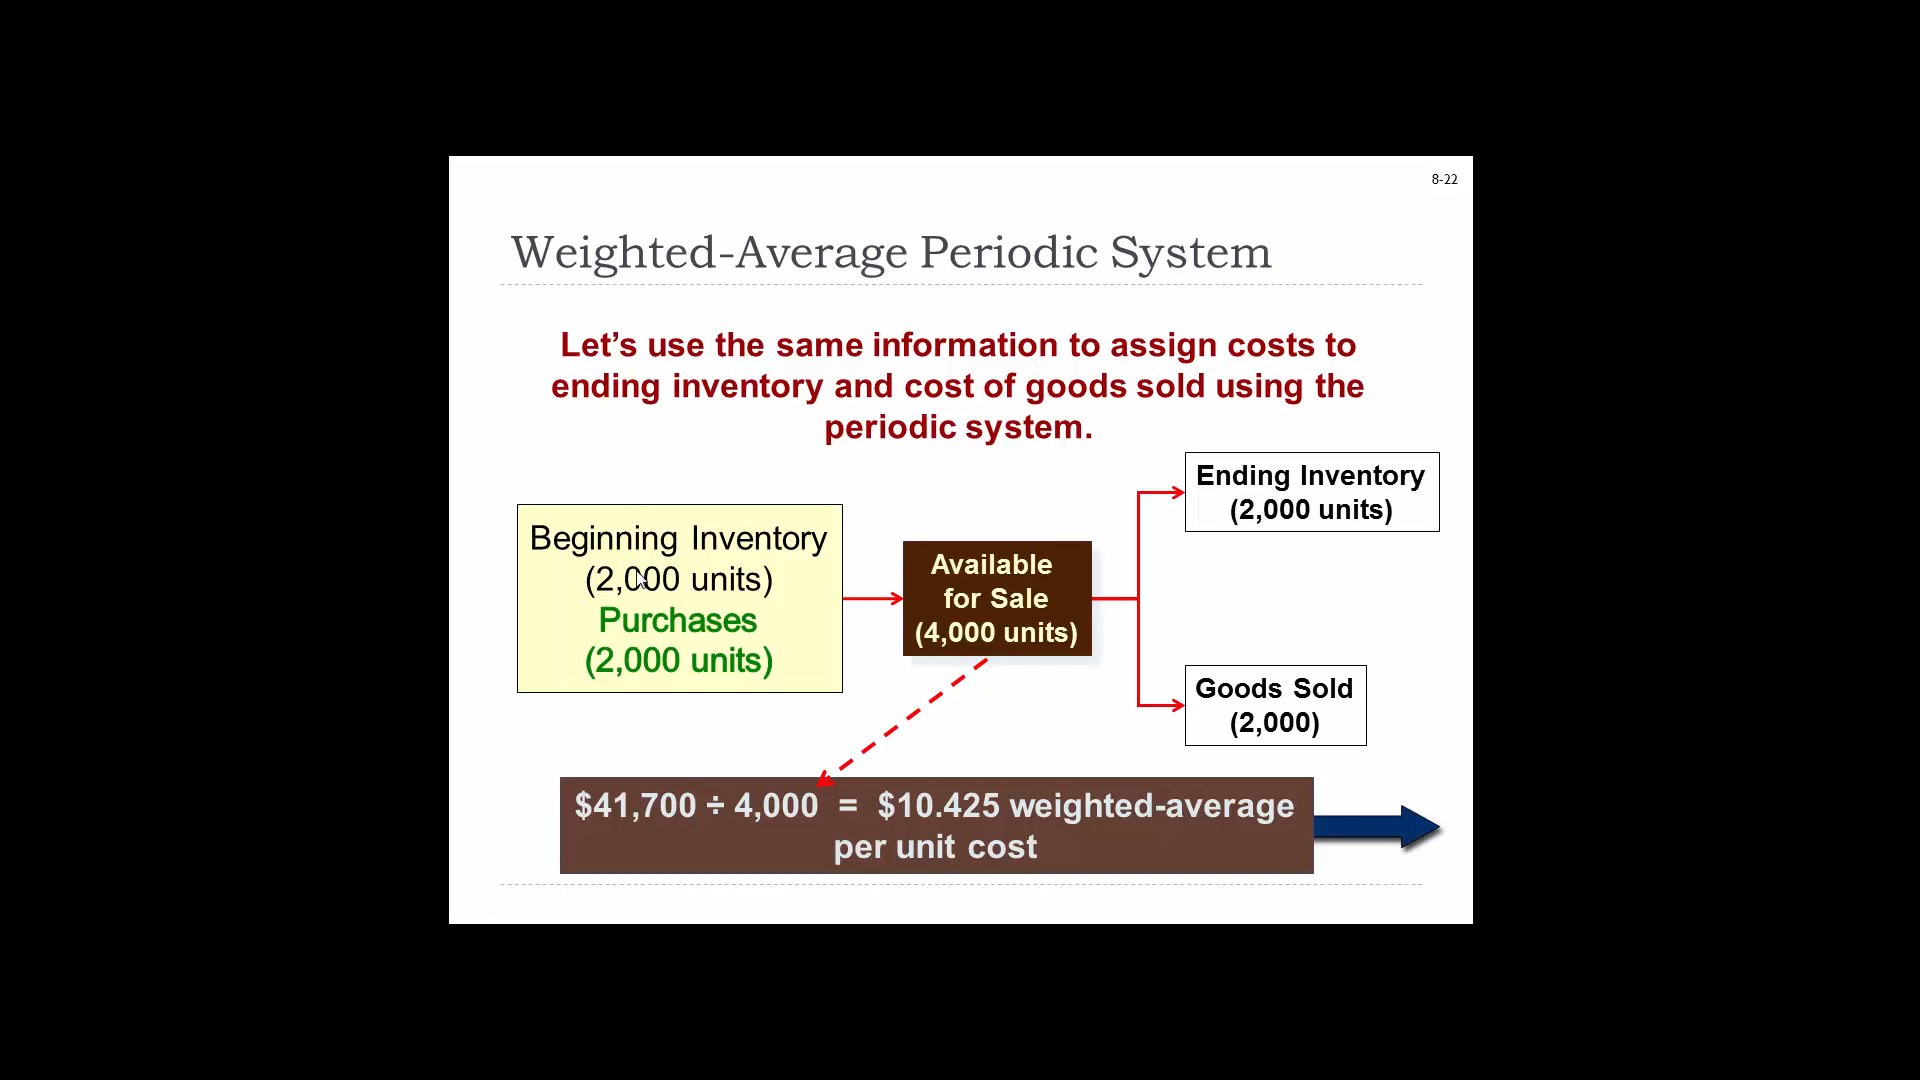 8-22
Weighted-Average Periodic System
Let’s use the same information to assign costs to
ending inventory and cost of goods sold using the
periodic system.
Beginning Inventory
(2,000 units)
Purchases
(2,000 units)
Available
for Sale
(4,000 units)
Ending Inventory
(2,000 units)
Goods Sold
(2,000)
$41,700 ÷ 4,000 = $10.425 weighted-average
per unit cost